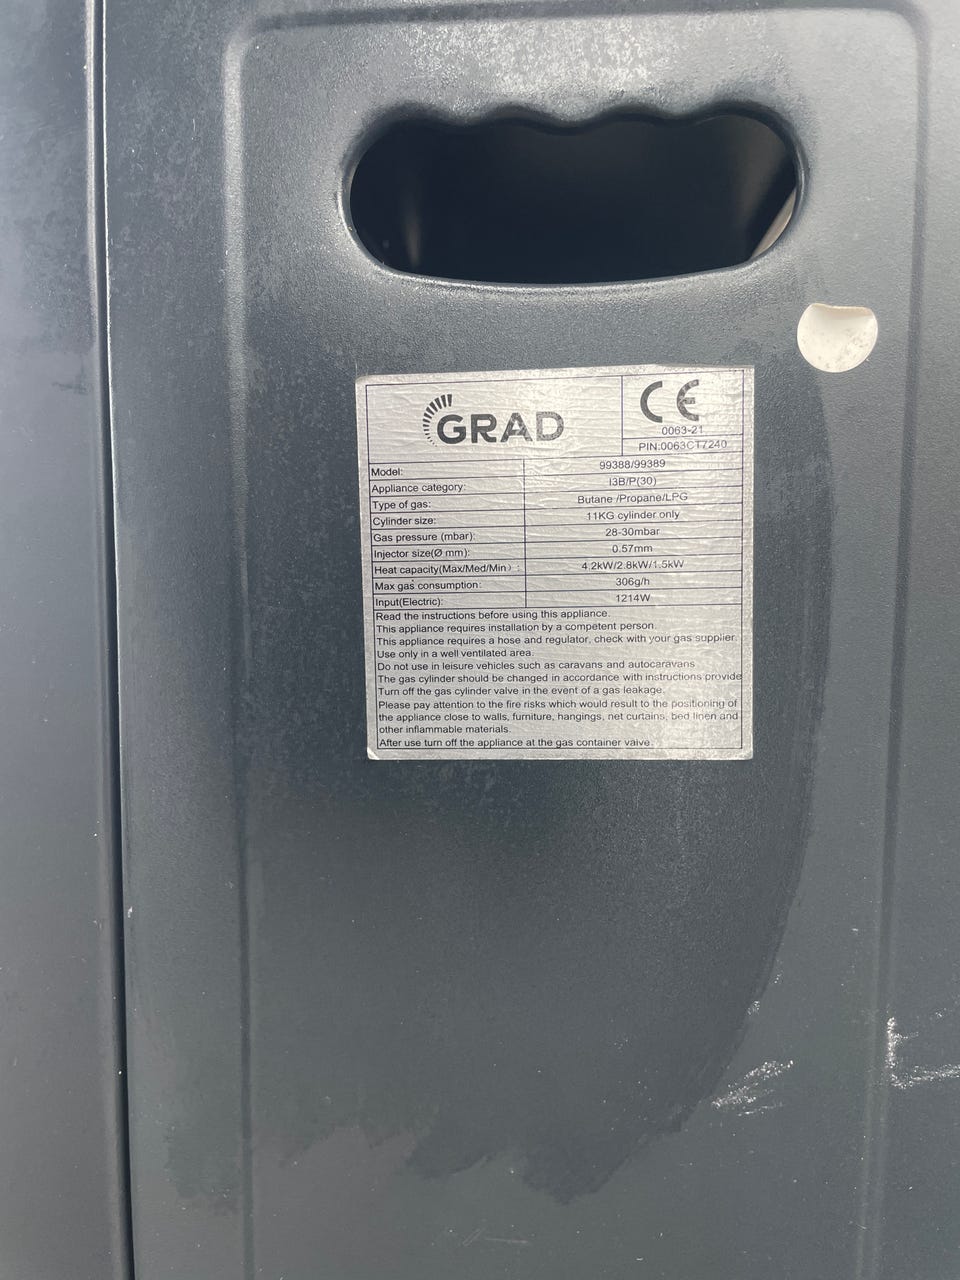 GRAD
CE
0063-21
PIN:0063CT7240
Model: 99388/99389
Appliance category: I3B/P(30)
Type of gas: Butane /Propane/LPG
Cylinder size: 11KG cylinder only
Gas pressure (mbar): 28-30mbar
Injector size(Ø mm): 0.57mm
Heat capacity(Max/Med/Min) : 4.2kW/2.8kW/1.5kW
Max gas consumption: 306g/h
Input(Electric): 1214W
Read the instructions before using this appliance.
This appliance requires installation by a competent person.
This appliance requires a hose and regulator, check with your gas supplier.
Use only in a well ventilated area.
Do not use in leisure vehicles such as caravans and autocaravans
The gas cylinder should be changed in accordance with instructions provide
Turn off the gas cylinder valve in the event of a gas leakage.
Please pay attention to the fire risks which would result to the positioning of
the appliance close to walls, furniture, hangings, net curtains, bed linen and
other inflammable materials.
After use turn off the appliance at the gas container valve.